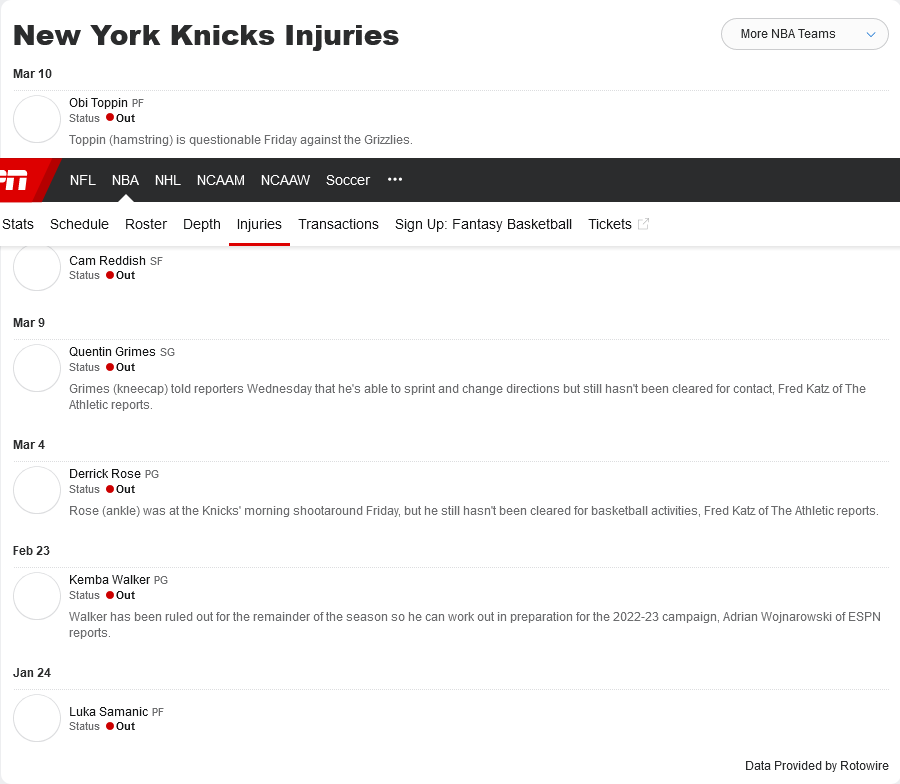 New York Knicks Injuries
More NBA Teams
Mar 10
Obi Toppin PF
Status Out
Toppin (hamstring) is questionable Friday against the Grizzlies.
NFL NBA NHL NCAAM NCAAW Soccer •••
Stats Schedule Roster Depth Injuries Transactions Sign Up: Fantasy Basketball Tickets
Cam Reddish SF
Status Out
Mar 9
Quentin Grimes SG
Status Out
Grimes (kneecap) told reporters Wednesday that he's able to sprint and change directions but still hasn't been cleared for contact, Fred Katz of The
Athletic reports.
Mar 4
Derrick Rose PG
Status Out
Rose (ankle) was at the Knicks' morning shootaround Friday, but he still hasn't been cleared for basketball activities, Fred Katz of The Athletic reports.
Feb 23
Kemba Walker PG
Status Out
Walker has been ruled out for the remainder of the season so he can work out in preparation for the 2022-23 campaign, Adrian Wojnarowski of ESPN
reports.
Jan 24
Luka Samanic PF
Status Out
Data Provided by Rotowire